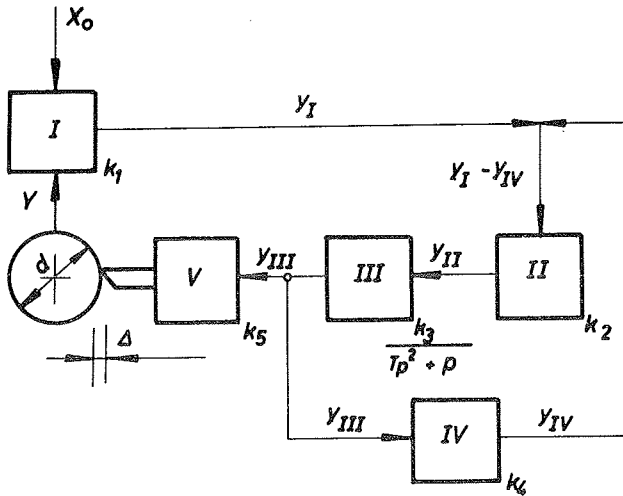 X₀
I
k₁
Y_I
Y
Y_I - Y_IV
d
V
k₅
Y_III
III
k₃
Tp² + p
Y_II
II
k₂
Δ
Y_III
IV
k₄
Y_IV